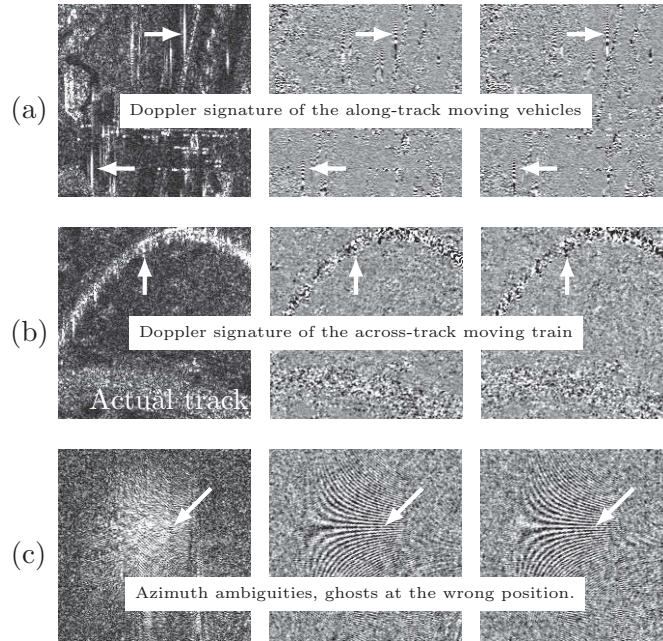 (a)
Doppler signature of the along-track moving vehicles
(b)
Doppler signature of the across-track moving train
Actual track
(c)
Azimuth ambiguities, ghosts at the wrong position.